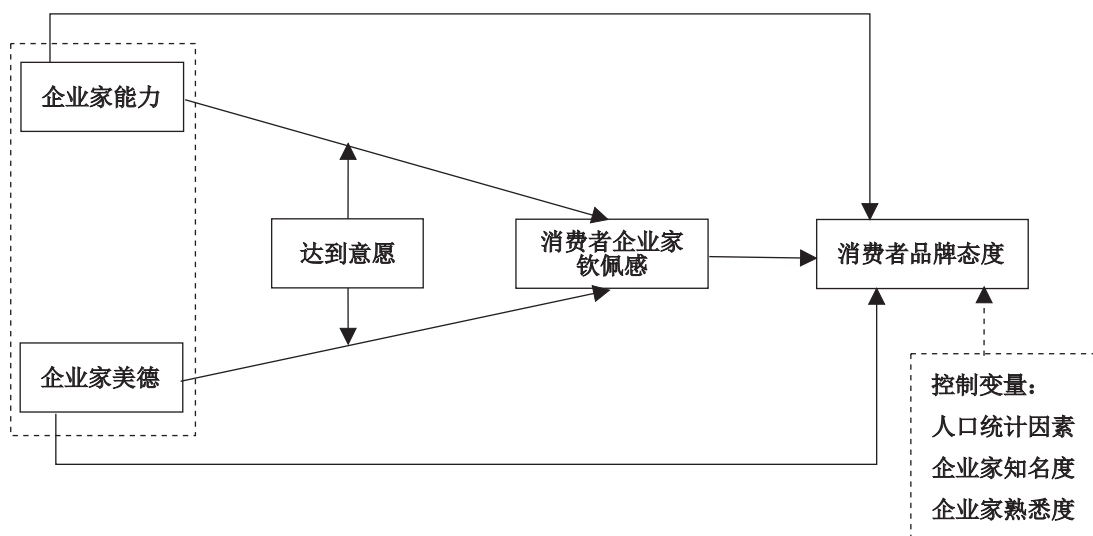 企业家能力
达到意愿
消费者企业家
钦佩感
消费者品牌态度
企业家美德
控制变量：
人口统计因素
企业家知名度
企业家熟悉度